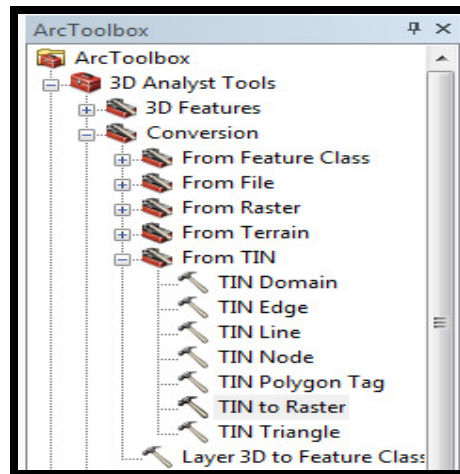 ArcToolbox
ArcToolbox
3D Analyst Tools
3D Features
Conversion
From Feature Class
From File
From Raster
From Terrain
From TIN
TIN Domain
TIN Edge
TIN Line
TIN Node
TIN Polygon Tag
TIN to Raster
TIN Triangle
Layer 3D to Feature Class